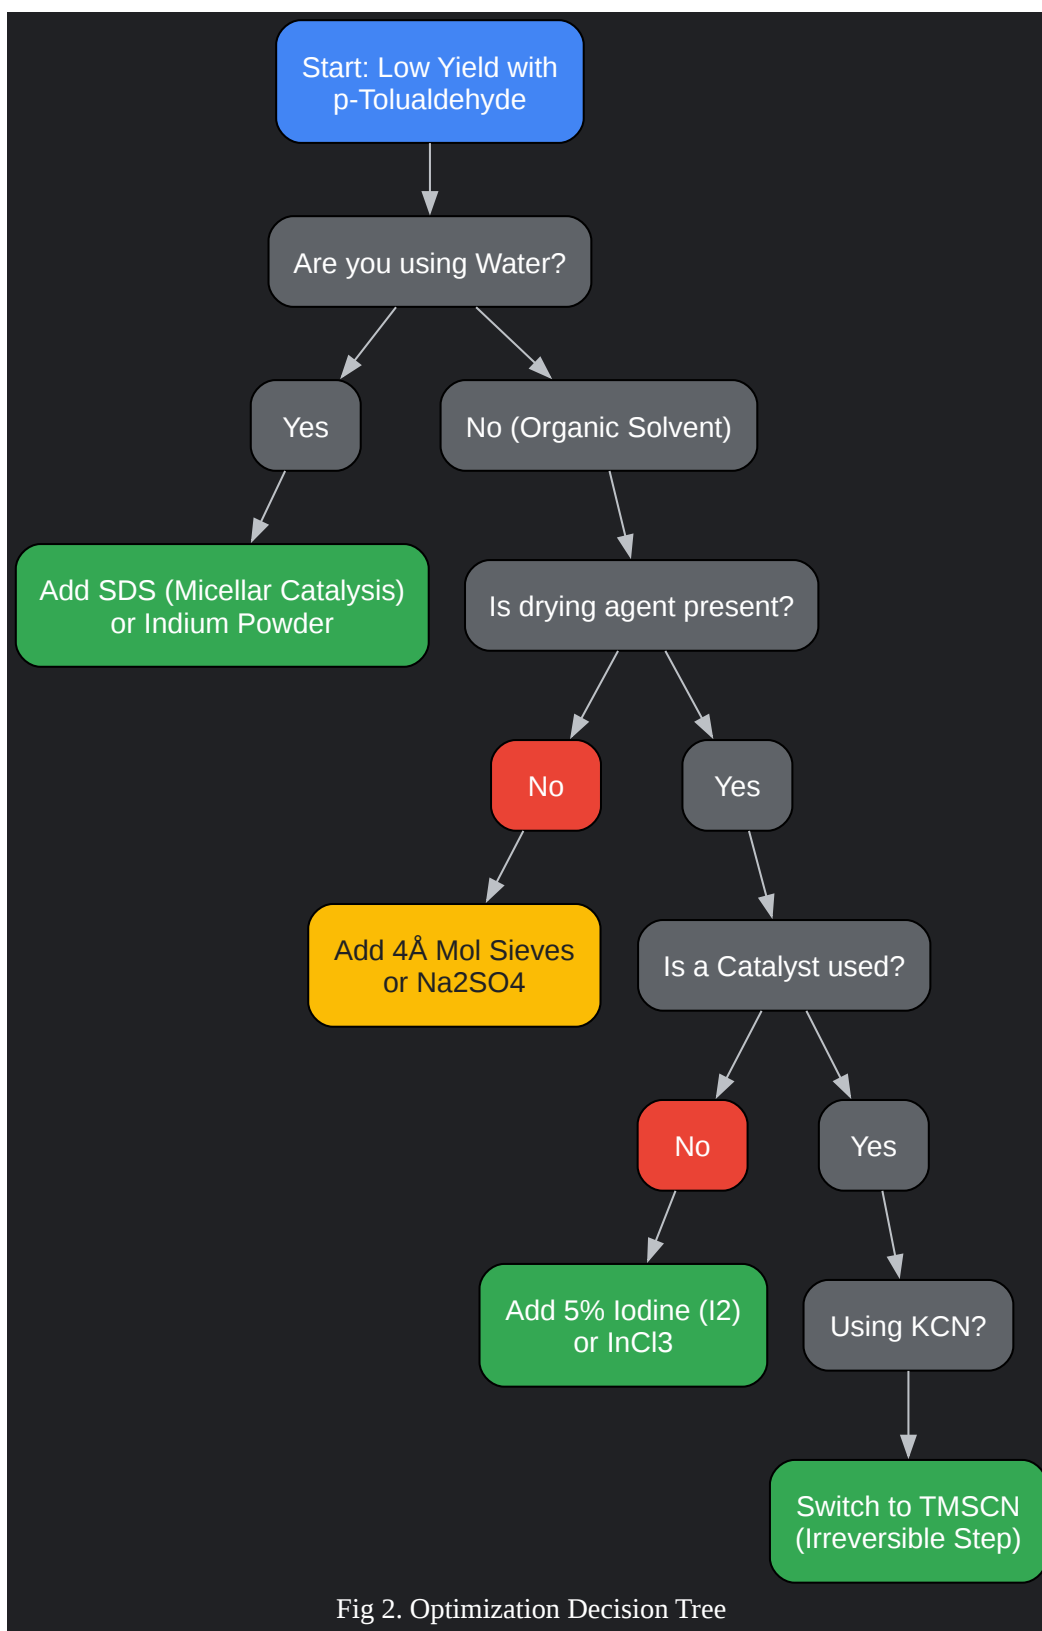 Start: Low Yield with
p-Tolualdehyde
Are you using Water?
Yes
No (Organic Solvent)
Add SDS (Micellar Catalysis)
or Indium Powder
Is drying agent present?
No
Yes
Add 4Å Mol Sieves
or Na2SO4
Is a Catalyst used?
No
Yes
Add 5% Iodine (I2)
or InCl3
Using KCN?
Switch to TMSCN
(Irreversible Step)
Fig 2. Optimization Decision Tree